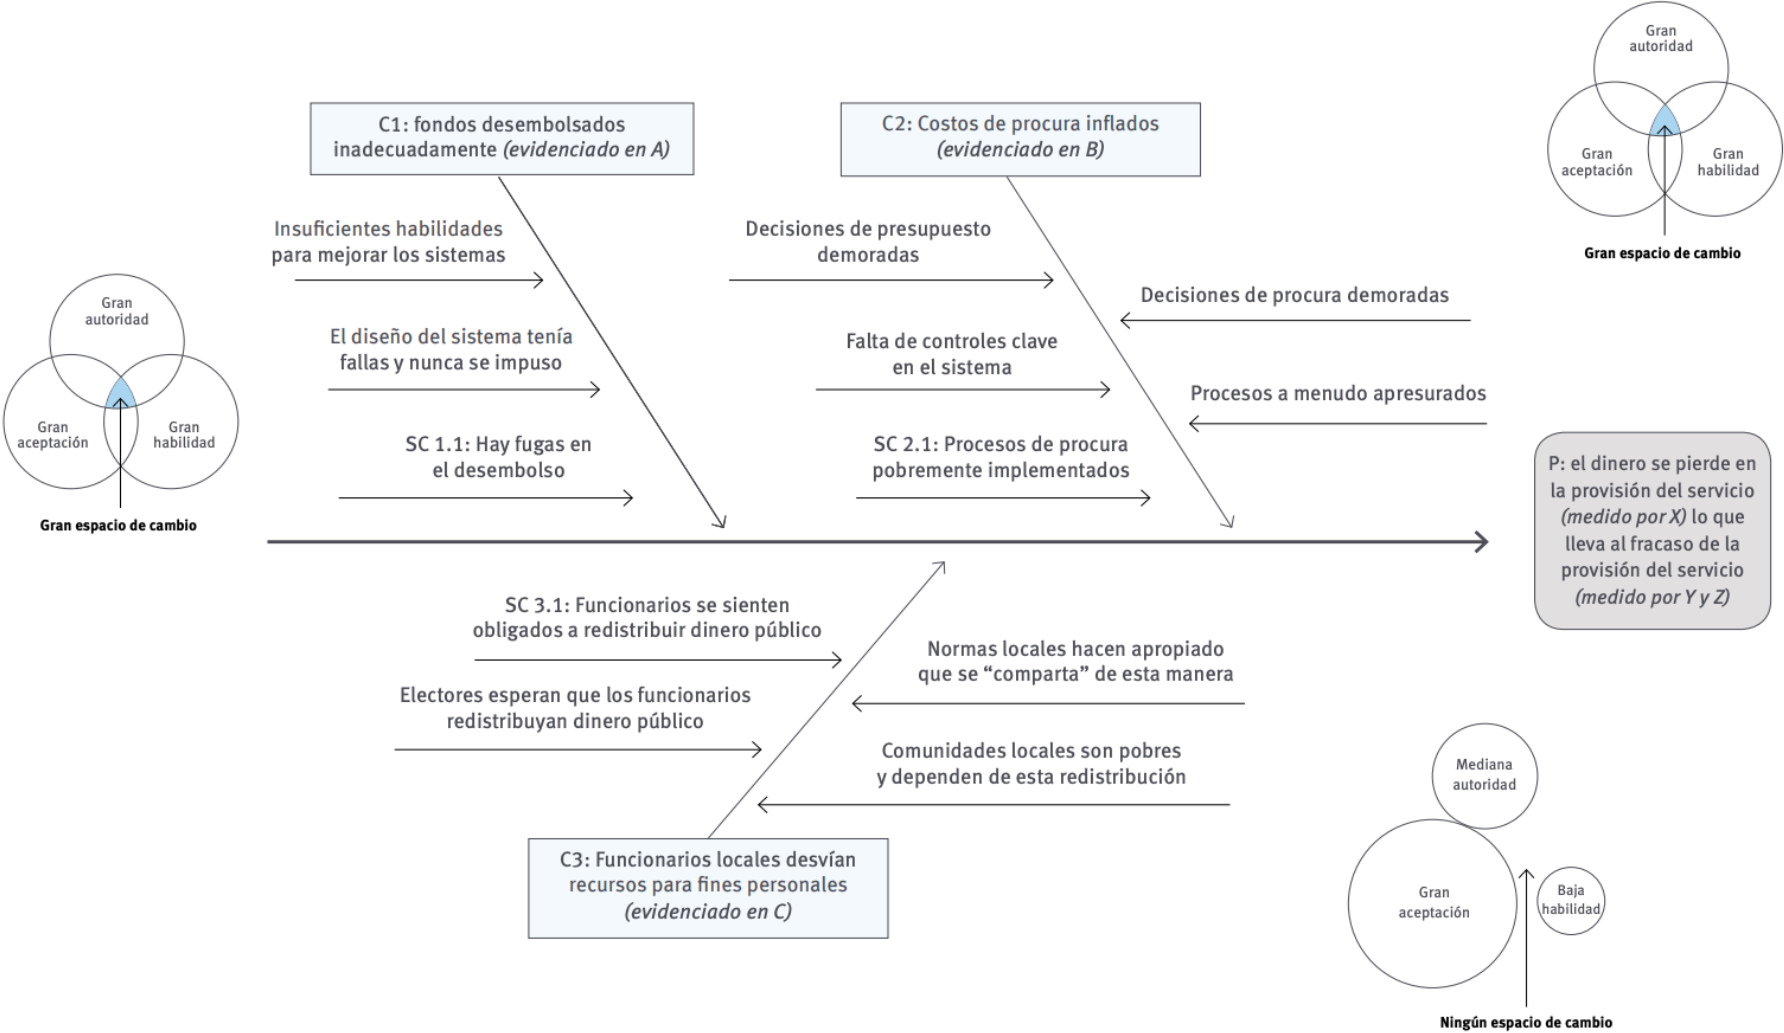 Gran
autoridad
Gran
aceptación
Gran
habilidad
Gran espacio de cambio
C1: fondos desembolsados
inadecuadamente (evidenciado en A)
Insuficientes habilidades
para mejorar los sistemas
El diseño del sistema tenía
fallas y nunca se impuso
SC 1.1: Hay fugas en
el desembolso
C2: Costos de procura inflados
(evidenciado en B)
Decisiones de presupuesto
demoradas
Falta de controles clave
en el sistema
SC 2.1: Procesos de procura
pobremente implementados
Decisiones de procura demoradas
Procesos a menudo apresurados
Gran
autoridad
Gran
aceptación
Gran
habilidad
Gran espacio de cambio
P: el dinero se pierde en
la provisión del servicio
(medido por X) lo que
lleva al fracaso de la
provisión del servicio
(medido por Y y Z)
SC 3.1: Funcionarios se sienten
obligados a redistribuir dinero público
Electores esperan que los funcionarios
redistribuyan dinero público
Normas locales hacen apropiado
que se “comparta” de esta manera
Comunidades locales son pobres
y dependen de esta redistribución
C3: Funcionarios locales desvían
recursos para fines personales
(evidenciado en C)
Mediana
autoridad
Gran
aceptación
Baja
habilidad
Ningún espacio de cambio